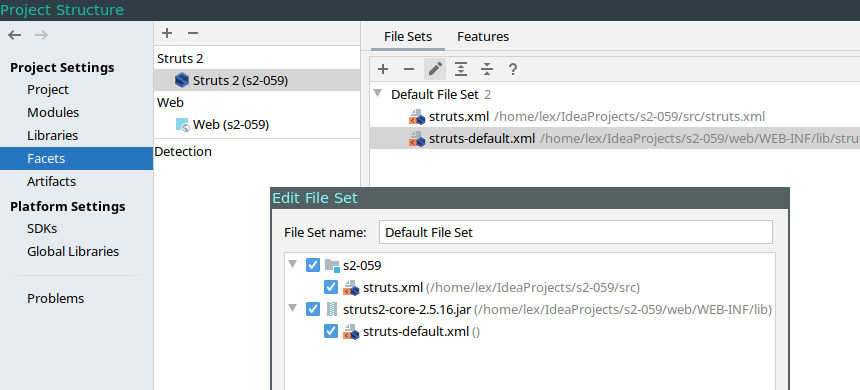 Project Structure
Project Settings
Project
Modules
Libraries
Facets
Artifacts
Platform Settings
SDKs
Global Libraries
Problems
Struts 2
Struts 2 (s2-059)
Web
Web (s2-059)
Detection
File Sets Features
Default File Set 2
struts.xml /home/lex/IdeaProjects/s2-059/src/struts.xml
struts-default.xml /home/lex/IdeaProjects/s2-059/web/WEB-INF/lib/stru
Edit File Set
File Set name: Default File Set
s2-059
struts.xml (/home/lex/IdeaProjects/s2-059/src)
struts2-core-2.5.16.jar (/home/lex/IdeaProjects/s2-059/web/WEB-INF/lib)
struts-default.xml ()